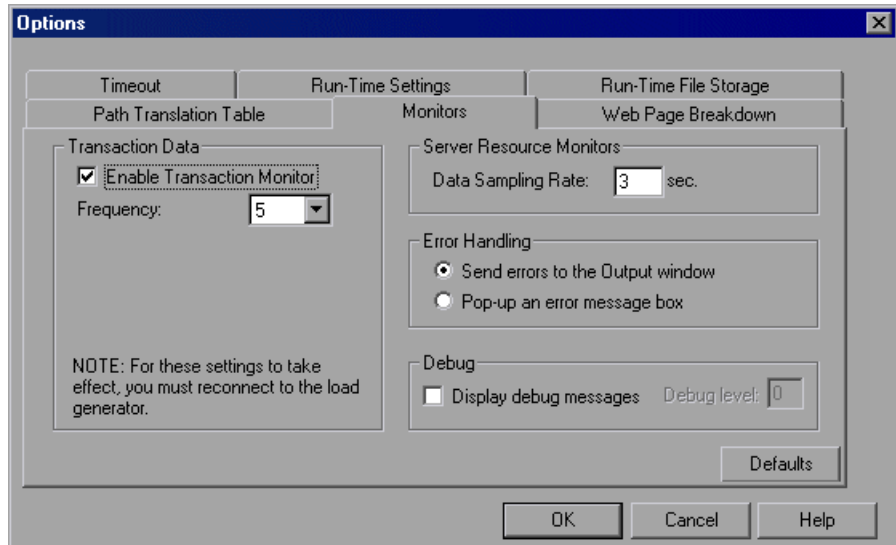 Options
Timeout
Run-Time Settings
Run-Time File Storage
Path Translation Table
Monitors
Web Page Breakdown
Transaction Data
Enable Transaction Monitor
Frequency: 5
NOTE: For these settings to take
effect, you must reconnect to the load
generator.
Server Resource Monitors
Data Sampling Rate: 3 sec.
Error Handling
Send errors to the Output window
Pop-up an error message box
Debug
Display debug messages Debug level: 0
Defaults
OK
Cancel
Help